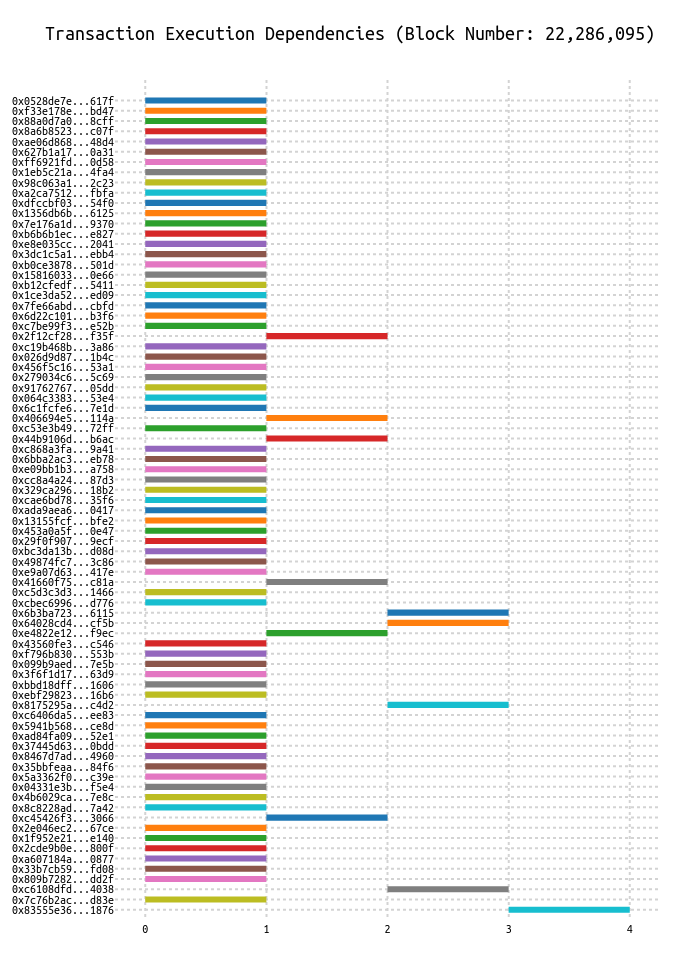 Transaction Execution Dependencies (Block Number: 22,286,095)
0x0528de7e...617f
0xf33e178e...bd47
0x88a0d7a0...8cff
0x8a6b8523...c07f
0xae06d868...48d4
0x627b1a17...0a31
0xff6921fd...0d58
0x1eb5c21a...4fa4
0x98c063a1...2c23
0xa2ca7512...fbfa
0xdfccbf03...54f0
0x1356db6b...6125
0x7e176a1d...9370
0xb6b6b1ec...e827
0xe8e035cc...2041
0x3dc1c5a1...ebb4
0xb0ce3878...501d
0x15816033...0e66
0xb12cfedf...5411
0x1ce3da52...ed09
0x7fe66abd...cbfd
0x6d22c101...b3f6
0xc7be99f3...e52b
0x2f12cf28...f35f
0xc19b468b...3a86
0x026d9d87...1b4c
0x456f5c16...53a1
0x279034c6...5c69
0x91762767...05dd
0x064c3383...53e4
0x6c1fcfe6...7e1d
0x406694e5...114a
0xc53e3b49...72ff
0x44b9106d...b6ac
0xc868a3fa...9a41
0x6bba2ac3...eb78
0xe09bb1b3...a758
0xcc8a4a24...87d3
0x329ca296...18b2
0xcae6bd78...35f6
0xada9aea6...0417
0x13155fcf...bfe2
0x453a0a5f...0e47
0x29f0f907...9ecf
0xbc3da13b...d08d
0x49874fc7...3c86
0xe9a07d63...417e
0x41660f75...c81a
0xc5d3c3d3...1466
0xcbec6996...d776
0x6b3ba723...6115
0x64028cd4...cf5b
0xe4822e12...f9ec
0x43560fe3...c546
0xf796b830...553b
0x099b9aed...7e5b
0x3f6f1d17...63d9
0xbbd18dff...1606
0xebf29823...16b6
0x8175295a...c4d2
0xc6406da5...ee83
0x5941b568...ce8d
0xad84fa09...52e1
0x37445d63...0bdd
0x8467d7ad...4960
0x35bbfeaa...84f6
0x5a3362f0...c39e
0x04331e3b...f5e4
0x4b6029ca...7e8c
0x8c8228ad...7a42
0xc45426f3...3066
0x2e046ec2...67ce
0x1f952e21...e140
0x2cde9b0e...800f
0xa607184a...0877
0x33b7cb59...fd08
0x809b7282...dd2f
0xc6108dfd...4038
0x7c76b2ac...d83e
0x83555e36...1876
0 1 2 3 4